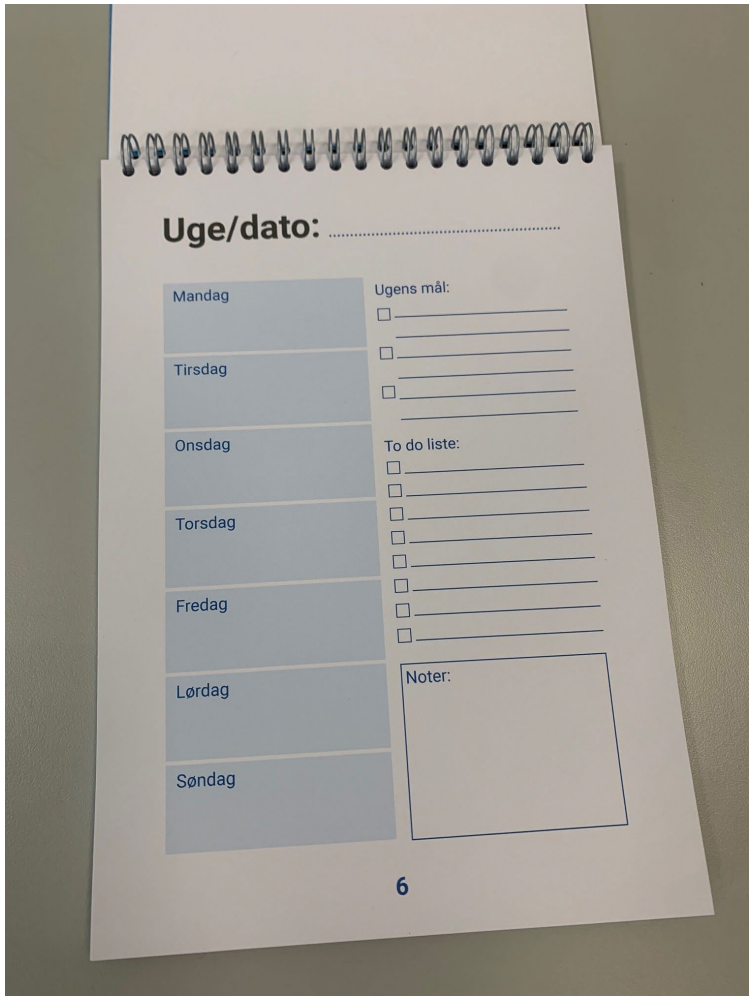 Uge/dato:
Mandag
Tirsdag
Onsdag
Torsdag
Fredag
Lørdag
Søndag
Ugens mål:
To do liste:
Noter:
6